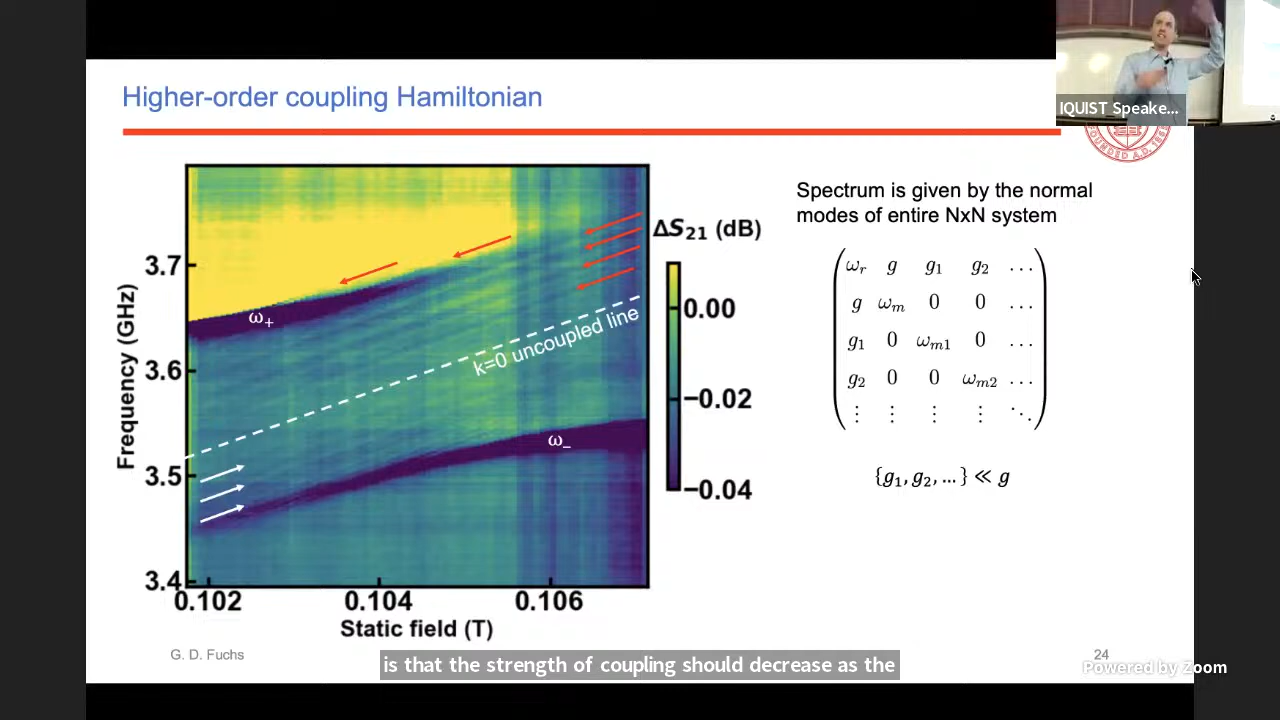 Higher-order coupling Hamiltonian
IQUIST Speake...
FOUNDED A.D. 186
Spectrum is given by the normal
modes of entire NxN system
ΔS₂₁ (dB)
0.00
−0.02
−0.04
Frequency (GHz)
3.7
3.6
3.5
3.4
ω₊
k=0 uncoupled line
ω₋
0.102 0.104 0.106
Static field (T)
ωᵣ g g₁ g₂ …
g ωₘ 0 0 …
g₁ 0 ωₘ₁ 0 …
g₂ 0 0 ωₘ₂ …
⋮ ⋮ ⋮ ⋮ ⋱
{g₁, g₂, …} ≪ g
G. D. Fuchs
is that the strength of coupling should decrease as the
24
Powered by Zoom